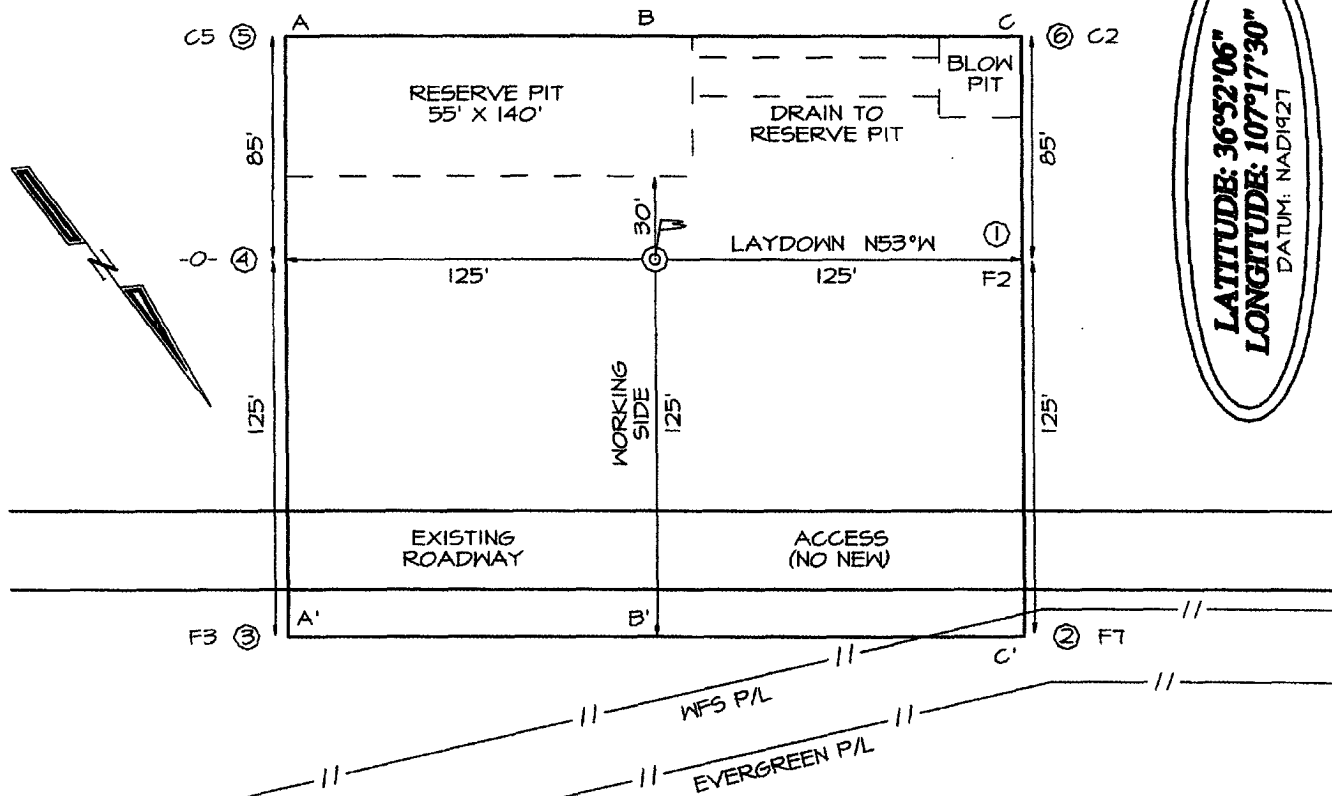 A B C
C5 ⑤
⑥ C2
RESERVE PIT
55' X 140'
BLOW
PIT
DRAIN TO
RESERVE PIT
85'
85'
30'
LAYDOWN N53°W
①
-0- ④
125'
125'
F2
N
WORKING
SIDE
125'
125'
125'
EXISTING
ROADWAY
ACCESS
(NO NEW)
A'
B'
C'
F3 ③
② F7
WFS P/L
EVERGREEN P/L
LATITUDE: 36°52'06"
LONGITUDE: 107°17'30"
DATUM: NAD1927